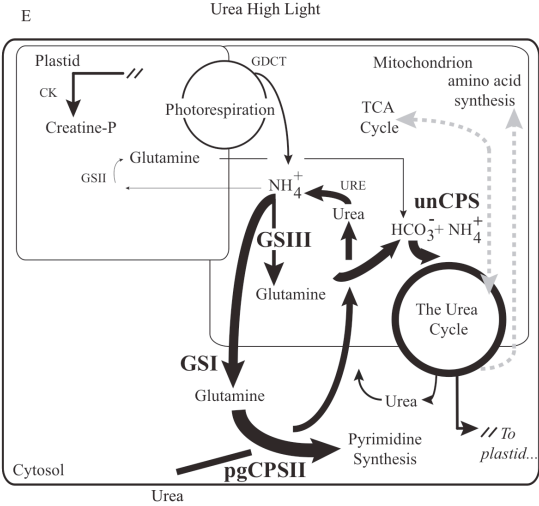 E
Urea High Light
Plastid
CK
Creatine-P
GDCT
Photorespiration
Mitochondrion
amino acid
synthesis
TCA
Cycle
GSII
Glutamine
NH4+
URE
Urea
unCPS
HCO3- + NH4+
GSIII
Glutamine
The Urea
Cycle
GSI
Glutamine
Urea
Pyrimidine
Synthesis
To
plastid...
Cytosol
pgCPSII
Urea